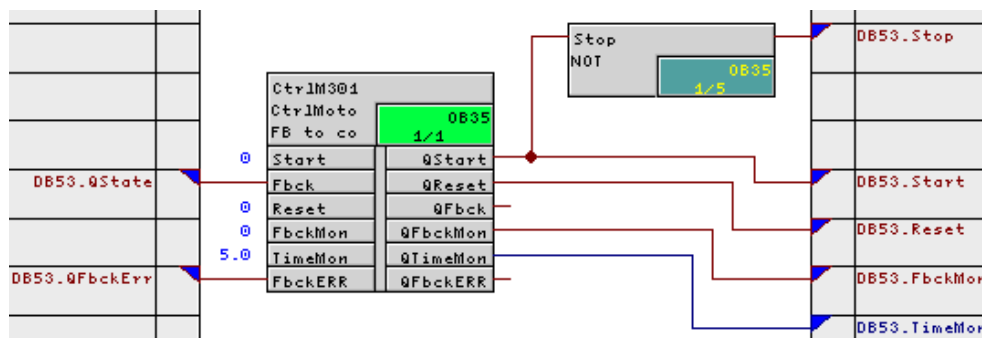 Stop
DB53.Stop
NOT
OB35
1/5
CtrlM301
CtrlMoto
OB35
FB to co
1/1
0
Start
QStart
DB53.QState
Fbck
QReset
DB53.Start
0
Reset
QFbck
0
FbckMon
QFbckMon
DB53.Reset
5.0
TimeMon
QTimeMon
DB53.QFbckErr
FbckERR
QFbckERR
DB53.FbckMon
DB53.TimeMon